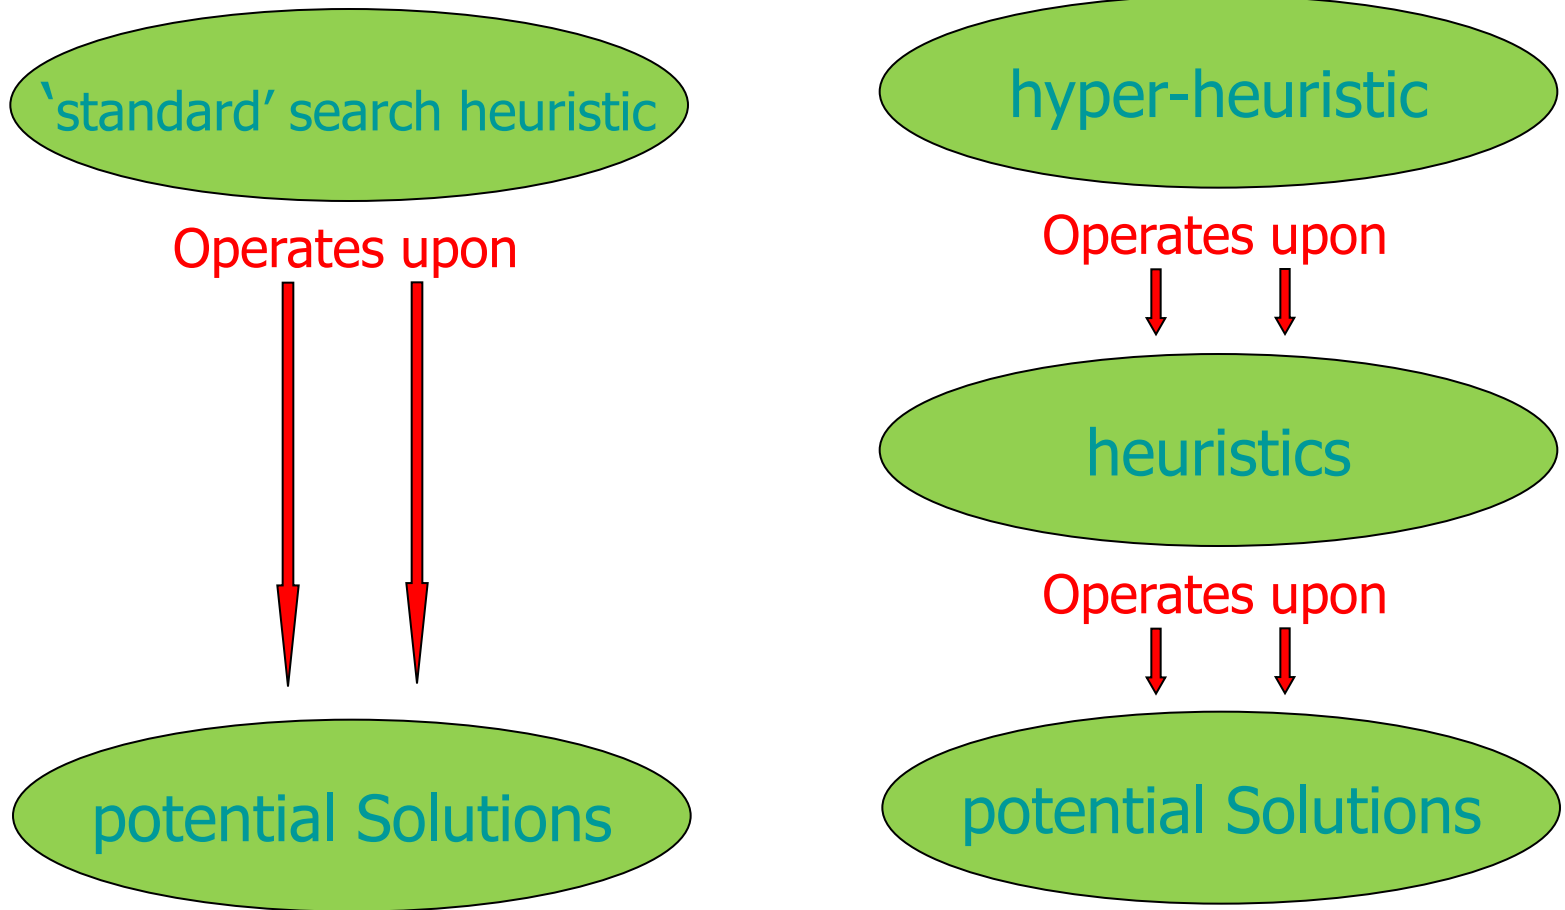 ‘standard’ search heuristic
Operates upon
potential Solutions
hyper-heuristic
Operates upon
heuristics
Operates upon
potential Solutions